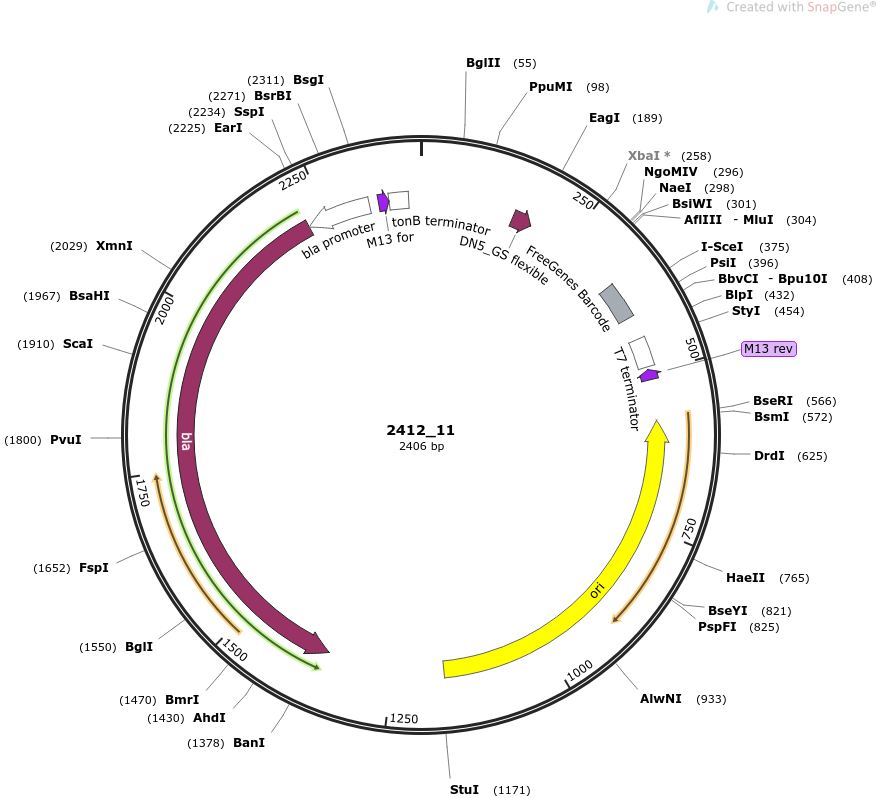 Created with SnapGene®
BglII (55)
PpuMI (98)
EagI (189)
XbaI * (258)
NgoMIV (296)
NaeI (298)
BsiWI (301)
AflIII - MluI (304)
I-SceI (375)
PsiI (396)
BbvCI - Bpu10I (408)
BlpI (432)
StyI (454)
M13 rev
BseRI (566)
BsmI (572)
DrdI (625)
HaeII (765)
BseYI (821)
PspFI (825)
AlwNI (933)
StuI (1171)
(1378) BanI
(1430) AhdI
(1470) BmrI
(1550) BglI
(1652) FspI
(1800) PvuI
(1910) ScaI
(1967) BsaHI
(2029) XmnI
(2225) EarI
(2234) SspI
(2271) BsrBI
(2311) BsgI
250
500
750
1000
1250
1500
1750
2000
2250
tonB terminator
M13 for
bla promoter
DN5_GS flexible
FreeGenes Barcode
T7 terminator
bla
ori
2412_11
2406 bp